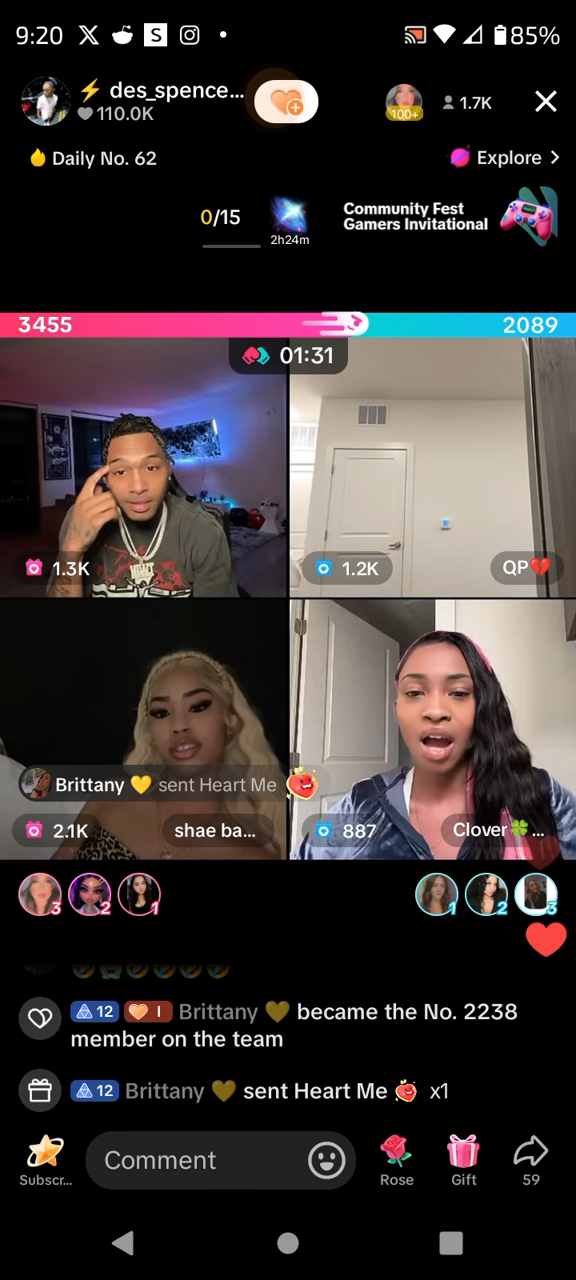 9:20
85%
⚡ des_spence...
110.0K
100+
1.7K
Daily No. 62
Explore >
0/15
2h24m
Community Fest
Gamers Invitational
3455
2089
01:31
1.3K
1.2K
QP💔
Brittany 💛 sent Heart Me
2.1K
shae ba...
887
Clover🍀...
3
2
1
1
2
3
12 I Brittany 💛 became the No. 2238
member on the team
12 Brittany 💛 sent Heart Me x1
Subscr...
Comment
Rose
Gift
59